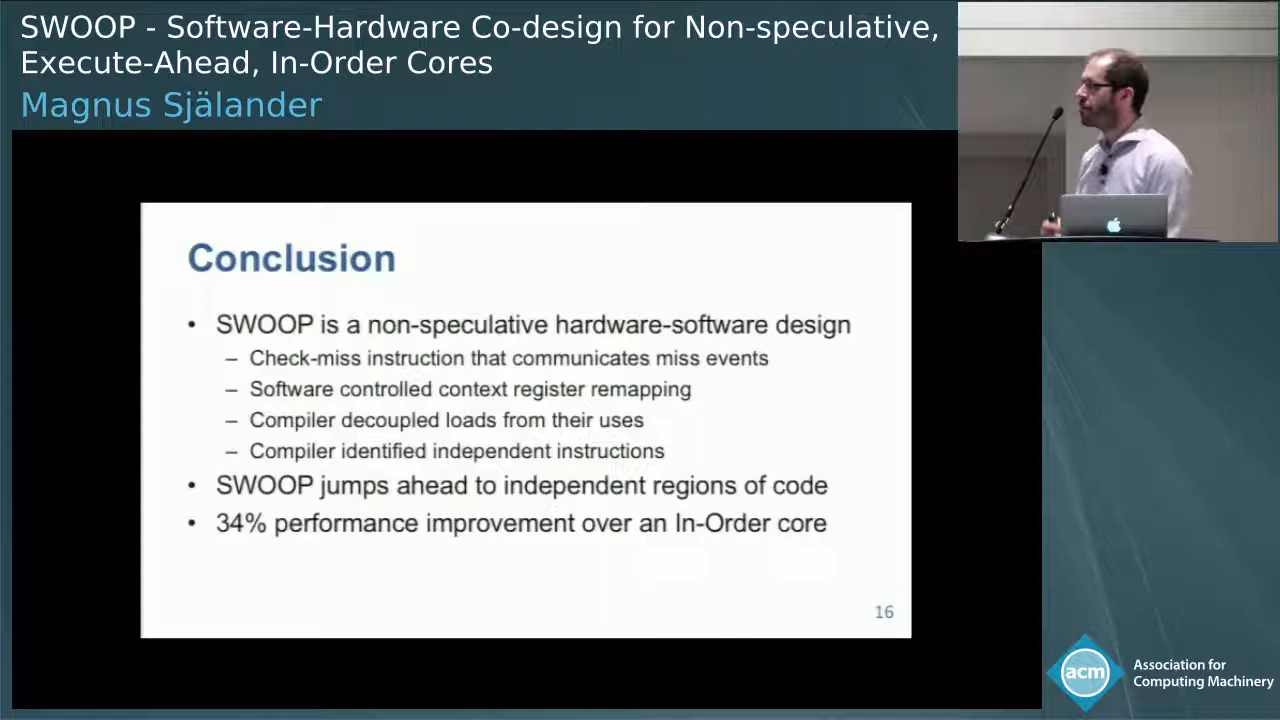 SWOOP - Software-Hardware Co-design for Non-speculative,
Execute-Ahead, In-Order Cores
Magnus Själander
Conclusion
• SWOOP is a non-speculative hardware-software design
– Check-miss instruction that communicates miss events
– Software controlled context register remapping
– Compiler decoupled loads from their uses
– Compiler identified independent instructions
• SWOOP jumps ahead to independent regions of code
• 34% performance improvement over an In-Order core
16
acm
Association for
Computing Machinery